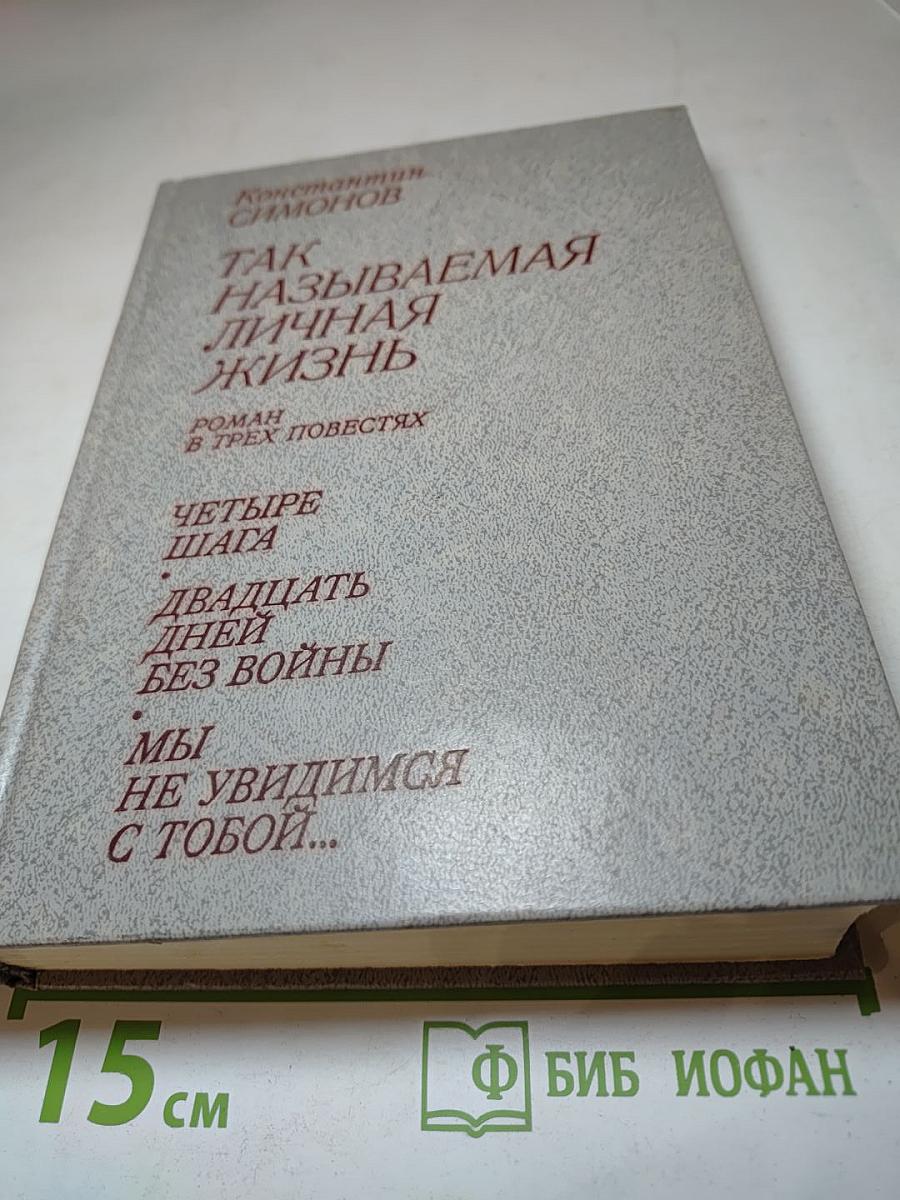 Константин
СИМОНОВ
ТАК
НАЗЫВАЕМАЯ
ЛИЧНАЯ
ЖИЗНЬ
РОМАН
В ТРЕХ ПОВЕСТЯХ
ЧЕТЫРЕ
ШАГА
•
ДВАДЦАТЬ
ДНЕЙ
БЕЗ ВОЙНЫ
•
МЫ
НЕ УВИДИМСЯ
С ТОБОЙ...
15 см
Ф БИБ ИОФАН